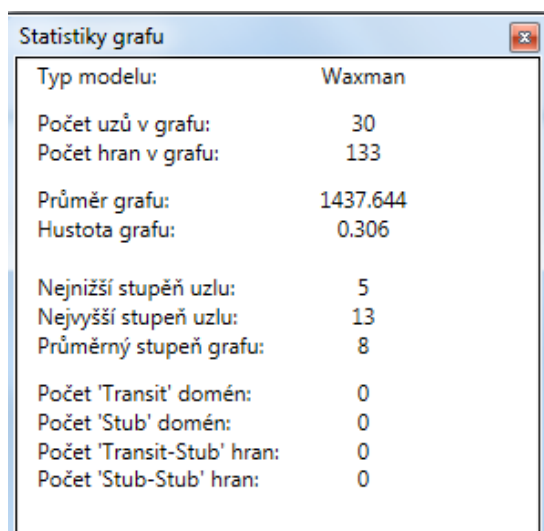 Statistiky grafu
Typ modelu: Waxman
Počet uzů v grafu: 30
Počet hran v grafu: 133
Průměr grafu: 1437.644
Hustota grafu: 0.306
Nejnižší stupěň uzlu: 5
Nejvyšší stupeň uzlu: 13
Průměrný stupeň grafu: 8
Počet 'Transit' domén: 0
Počet 'Stub' domén: 0
Počet 'Transit-Stub' hran: 0
Počet 'Stub-Stub' hran: 0